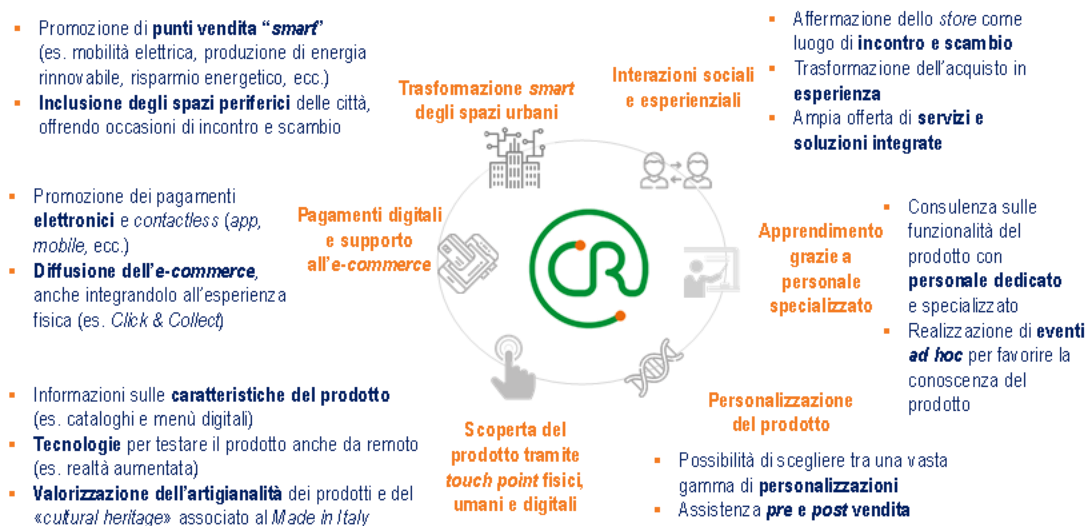 Promozione di punti vendita “smart”
(es. mobilità elettrica, produzione di energia
rinnovabile, risparmio energetico, ecc.)
Inclusione degli spazi periferici delle città,
offrendo occasioni di incontro e scambio
Trasformazione smart
degli spazi urbani
Interazioni sociali
e esperienziali
Affermazione dello store come
luogo di incontro e scambio
Trasformazione dell’acquisto in
esperienza
Ampia offerta di servizi e
soluzioni integrate
Promozione dei pagamenti
elettronici e contactless (app,
mobile, ecc.)
Diffusione dell’e-commerce,
anche integrandolo all’esperienza
fisica (es. Click & Collect)
Pagamenti digitali
e supporto
all’e-commerce
CR
Apprendimento
grazie a
personale
specializzato
Consulenza sulle
funzionalità del
prodotto con
personale dedicato
e specializzato
Realizzazione di eventi
ad hoc per favorire la
conoscenza del
prodotto
Informazioni sulle caratteristiche del prodotto
(es. cataloghi e menù digitali)
Tecnologie per testare il prodotto anche da remoto
(es. realtà aumentata)
Valorizzazione dell’artigianalità dei prodotti e del
«cultural heritage» associato al Made in Italy
Scoperta del
prodotto tramite
touch point fisici,
umani e digitali
Personalizzazione
del prodotto
Possibilità di scegliere tra una vasta
gamma di personalizzazioni
Assistenza pre e post vendita